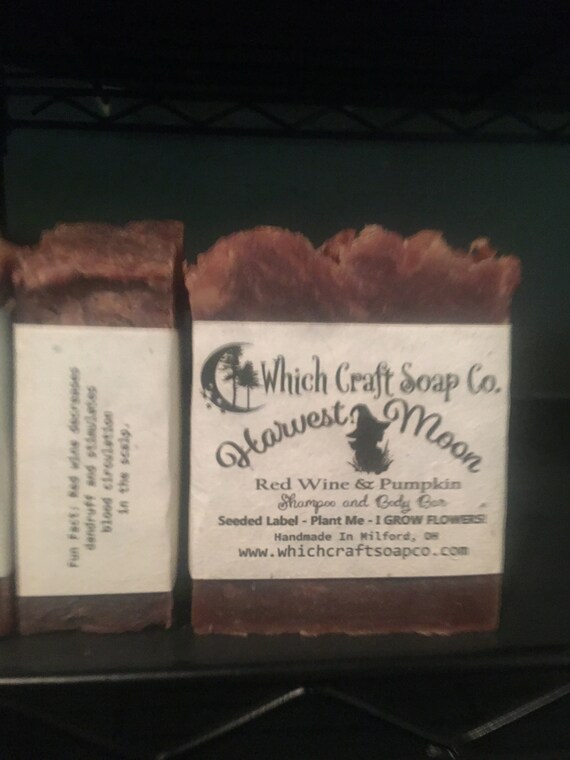 Fun Fact: Red wine decreases
dandruff and stimulates
blood circulation
in the scalp.
Which Craft Soap Co.
Harvest Moon
Red Wine & Pumpkin
Shampoo and Body Bar
Seeded Label - Plant Me - I GROW FLOWERS!
Handmade In Milford, OH
www.whichcraftsoapco.com